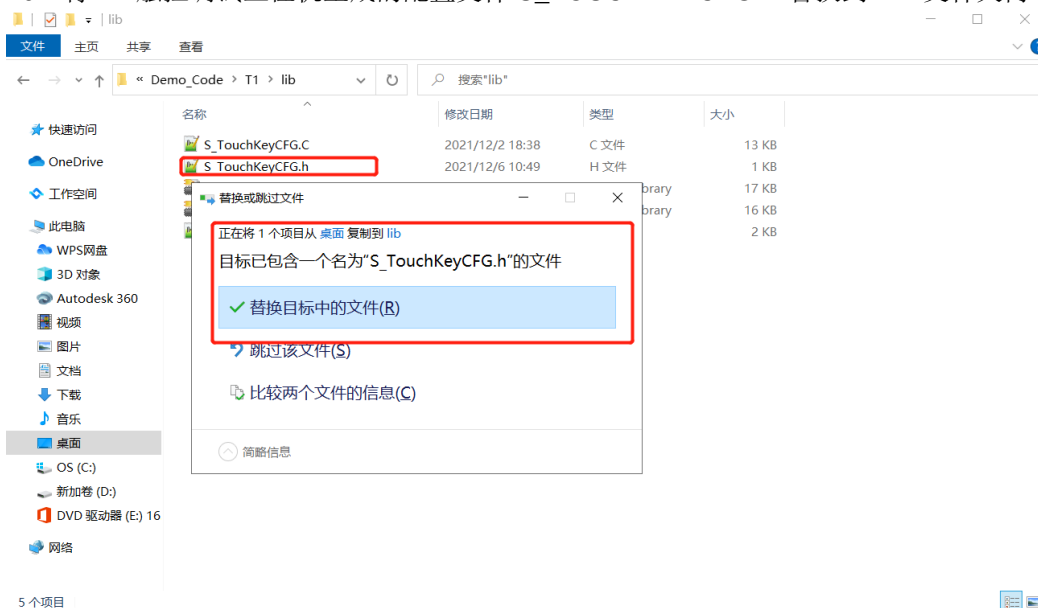 lib
文件 主页 共享 查看
« Demo_Code › T1 › lib 搜索"lib"
名称 修改日期 类型 大小
快速访问
OneDrive
工作空间
此电脑
WPS网盘
3D 对象
Autodesk 360
视频
图片
文档
下载
音乐
桌面
OS (C:)
新加卷 (D:)
DVD 驱动器 (E:) 16
网络
S_TouchKeyCFG.C 2021/12/2 18:38 C 文件 13 KB
S_TouchKeyCFG.h 2021/12/6 10:49 H 文件 1 KB
brary 17 KB
brary 16 KB
2 KB
替换或跳过文件
正在将 1 个项目从 桌面 复制到 lib
目标已包含一个名为“S_TouchKeyCFG.h”的文件
替换目标中的文件(R)
跳过该文件(S)
比较两个文件的信息(C)
简略信息
5 个项目